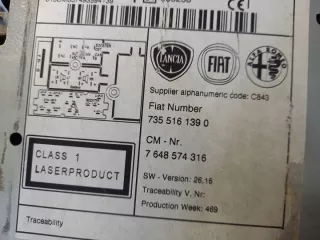 LANCIA
FIAT
ALFA ROMEO
Supplier alphanumeric code: C843
Fiat Number
735 516 139 0
CM - Nr.
7 648 574 316
CLASS 1
LASERPRODUCT
SW - Version: 26.16
Traceability V. Nr:
Production Week: 469
Traceability